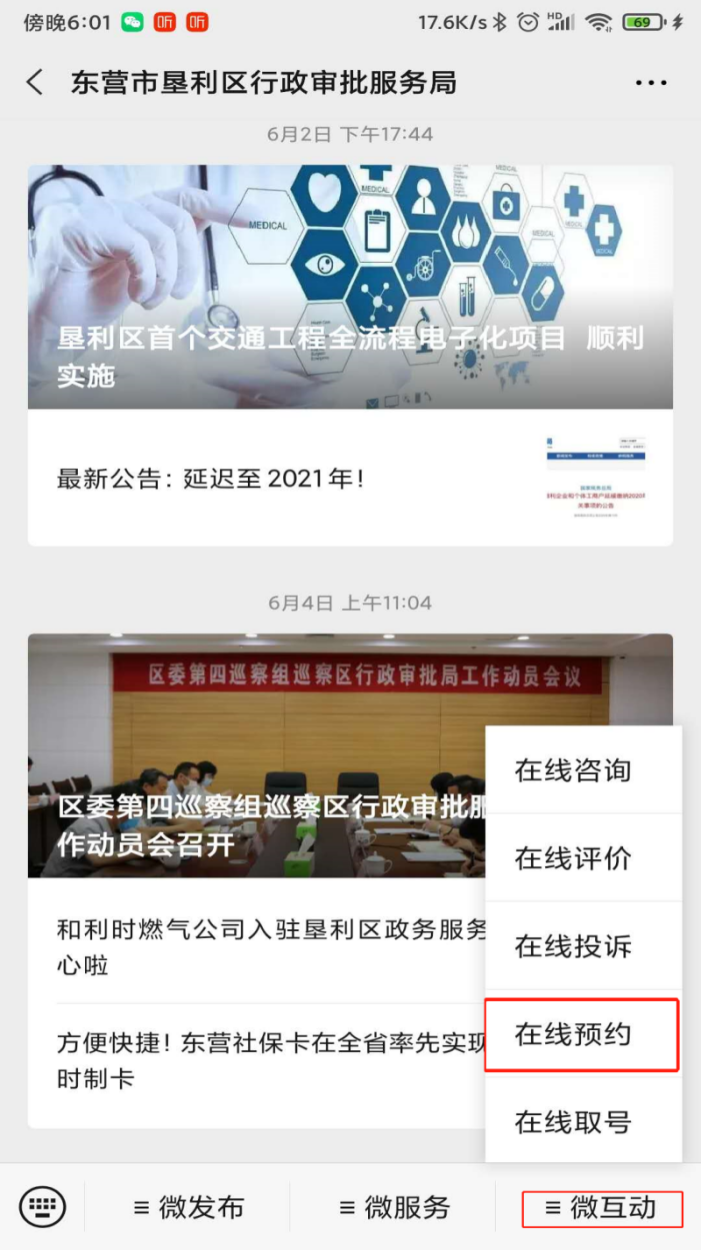 傍晚6:01 听 听 17.6K/s HD 69
东营市垦利区行政审批服务局
6月2日 下午17:44
MEDICAL
MEDICAL
MEDICAL
垦利区首个交通工程全流程电子化项目 顺利
实施
最新公告：延迟至 2021 年！
6月4日 上午11:04
区委第四巡察组巡察区行政审批局工作动员会议
区委第四巡察组巡察区行政审批服
作动员会召开
和利时燃气公司入驻垦利区政务服务
心啦
方便快捷！东营社保卡在全省率先实现
时制卡
在线咨询
在线评价
在线投诉
在线预约
在线取号
微发布
微服务
微互动